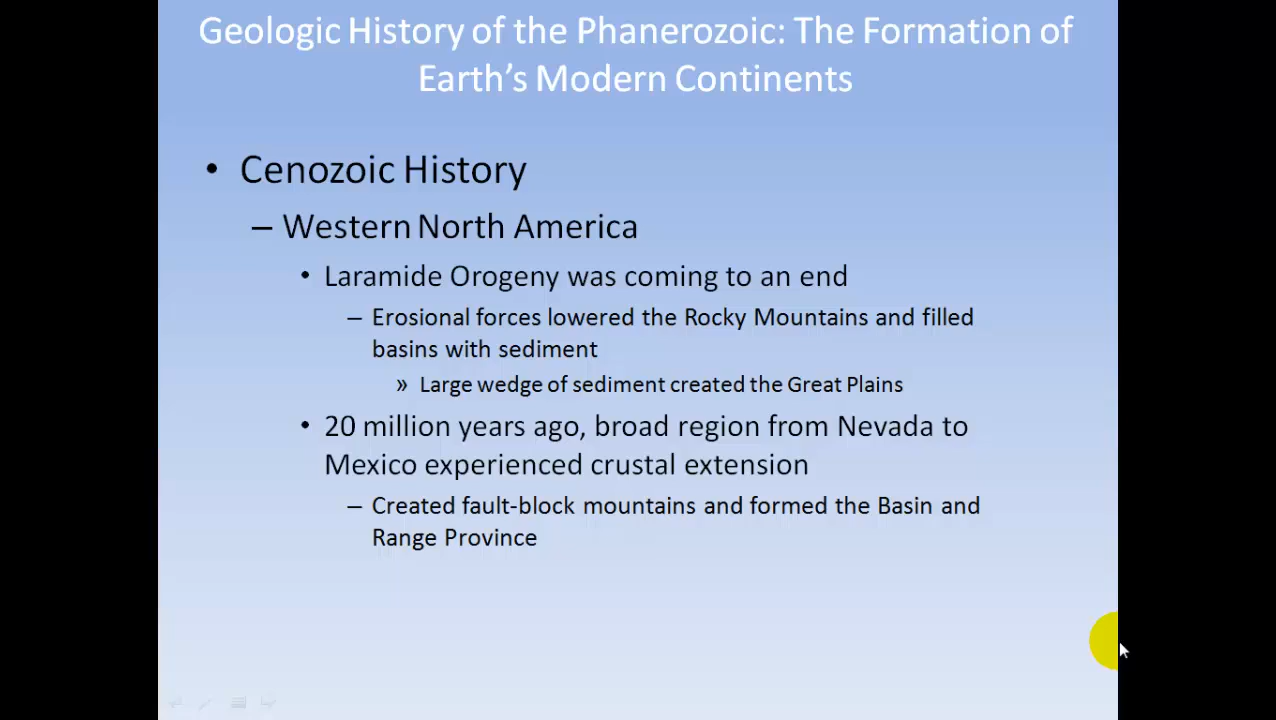 Geologic History of the Phanerozoic: The Formation of
Earth’s Modern Continents
• Cenozoic History
– Western North America
• Laramide Orogeny was coming to an end
– Erosional forces lowered the Rocky Mountains and filled
basins with sediment
» Large wedge of sediment created the Great Plains
• 20 million years ago, broad region from Nevada to
Mexico experienced crustal extension
– Created fault-block mountains and formed the Basin and
Range Province